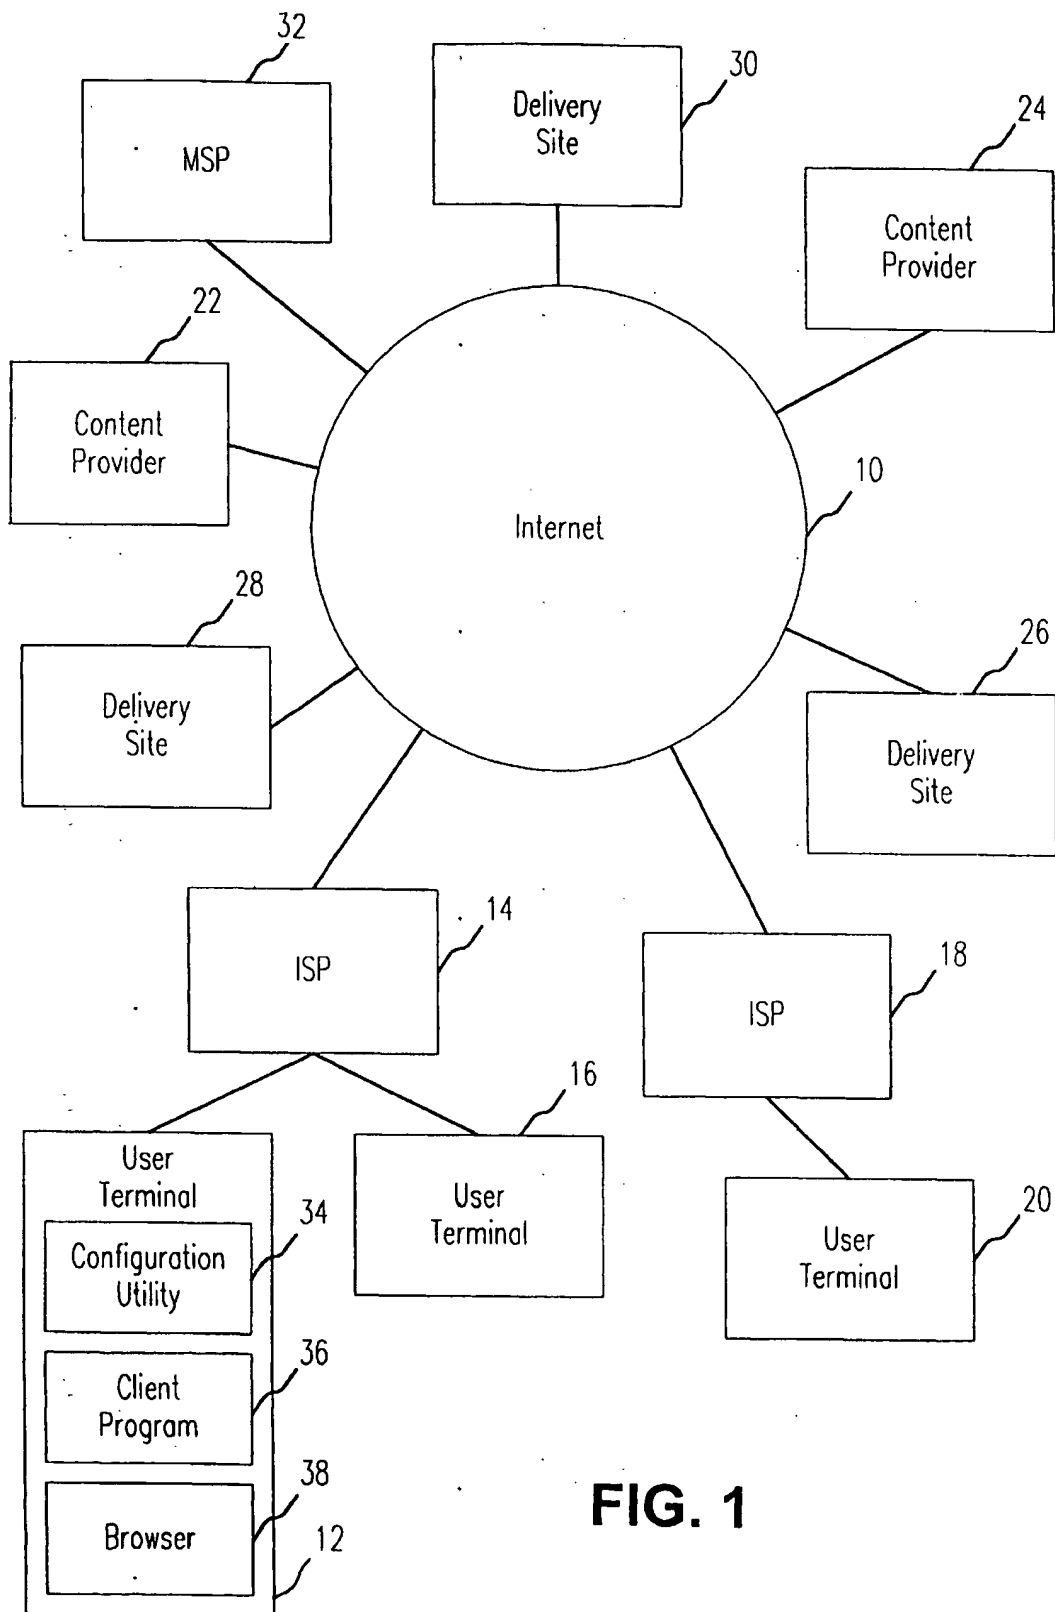 32
MSP
Delivery
Site
30
24
Content
Provider
22
Content
Provider
10
Internet
28
Delivery
Site
26
Delivery
Site
14
ISP
18
ISP
16
User
Terminal
20
User
Terminal
User
Terminal
34
Configuration
Utility
36
Client
Program
38
Browser
12
FIG. 1